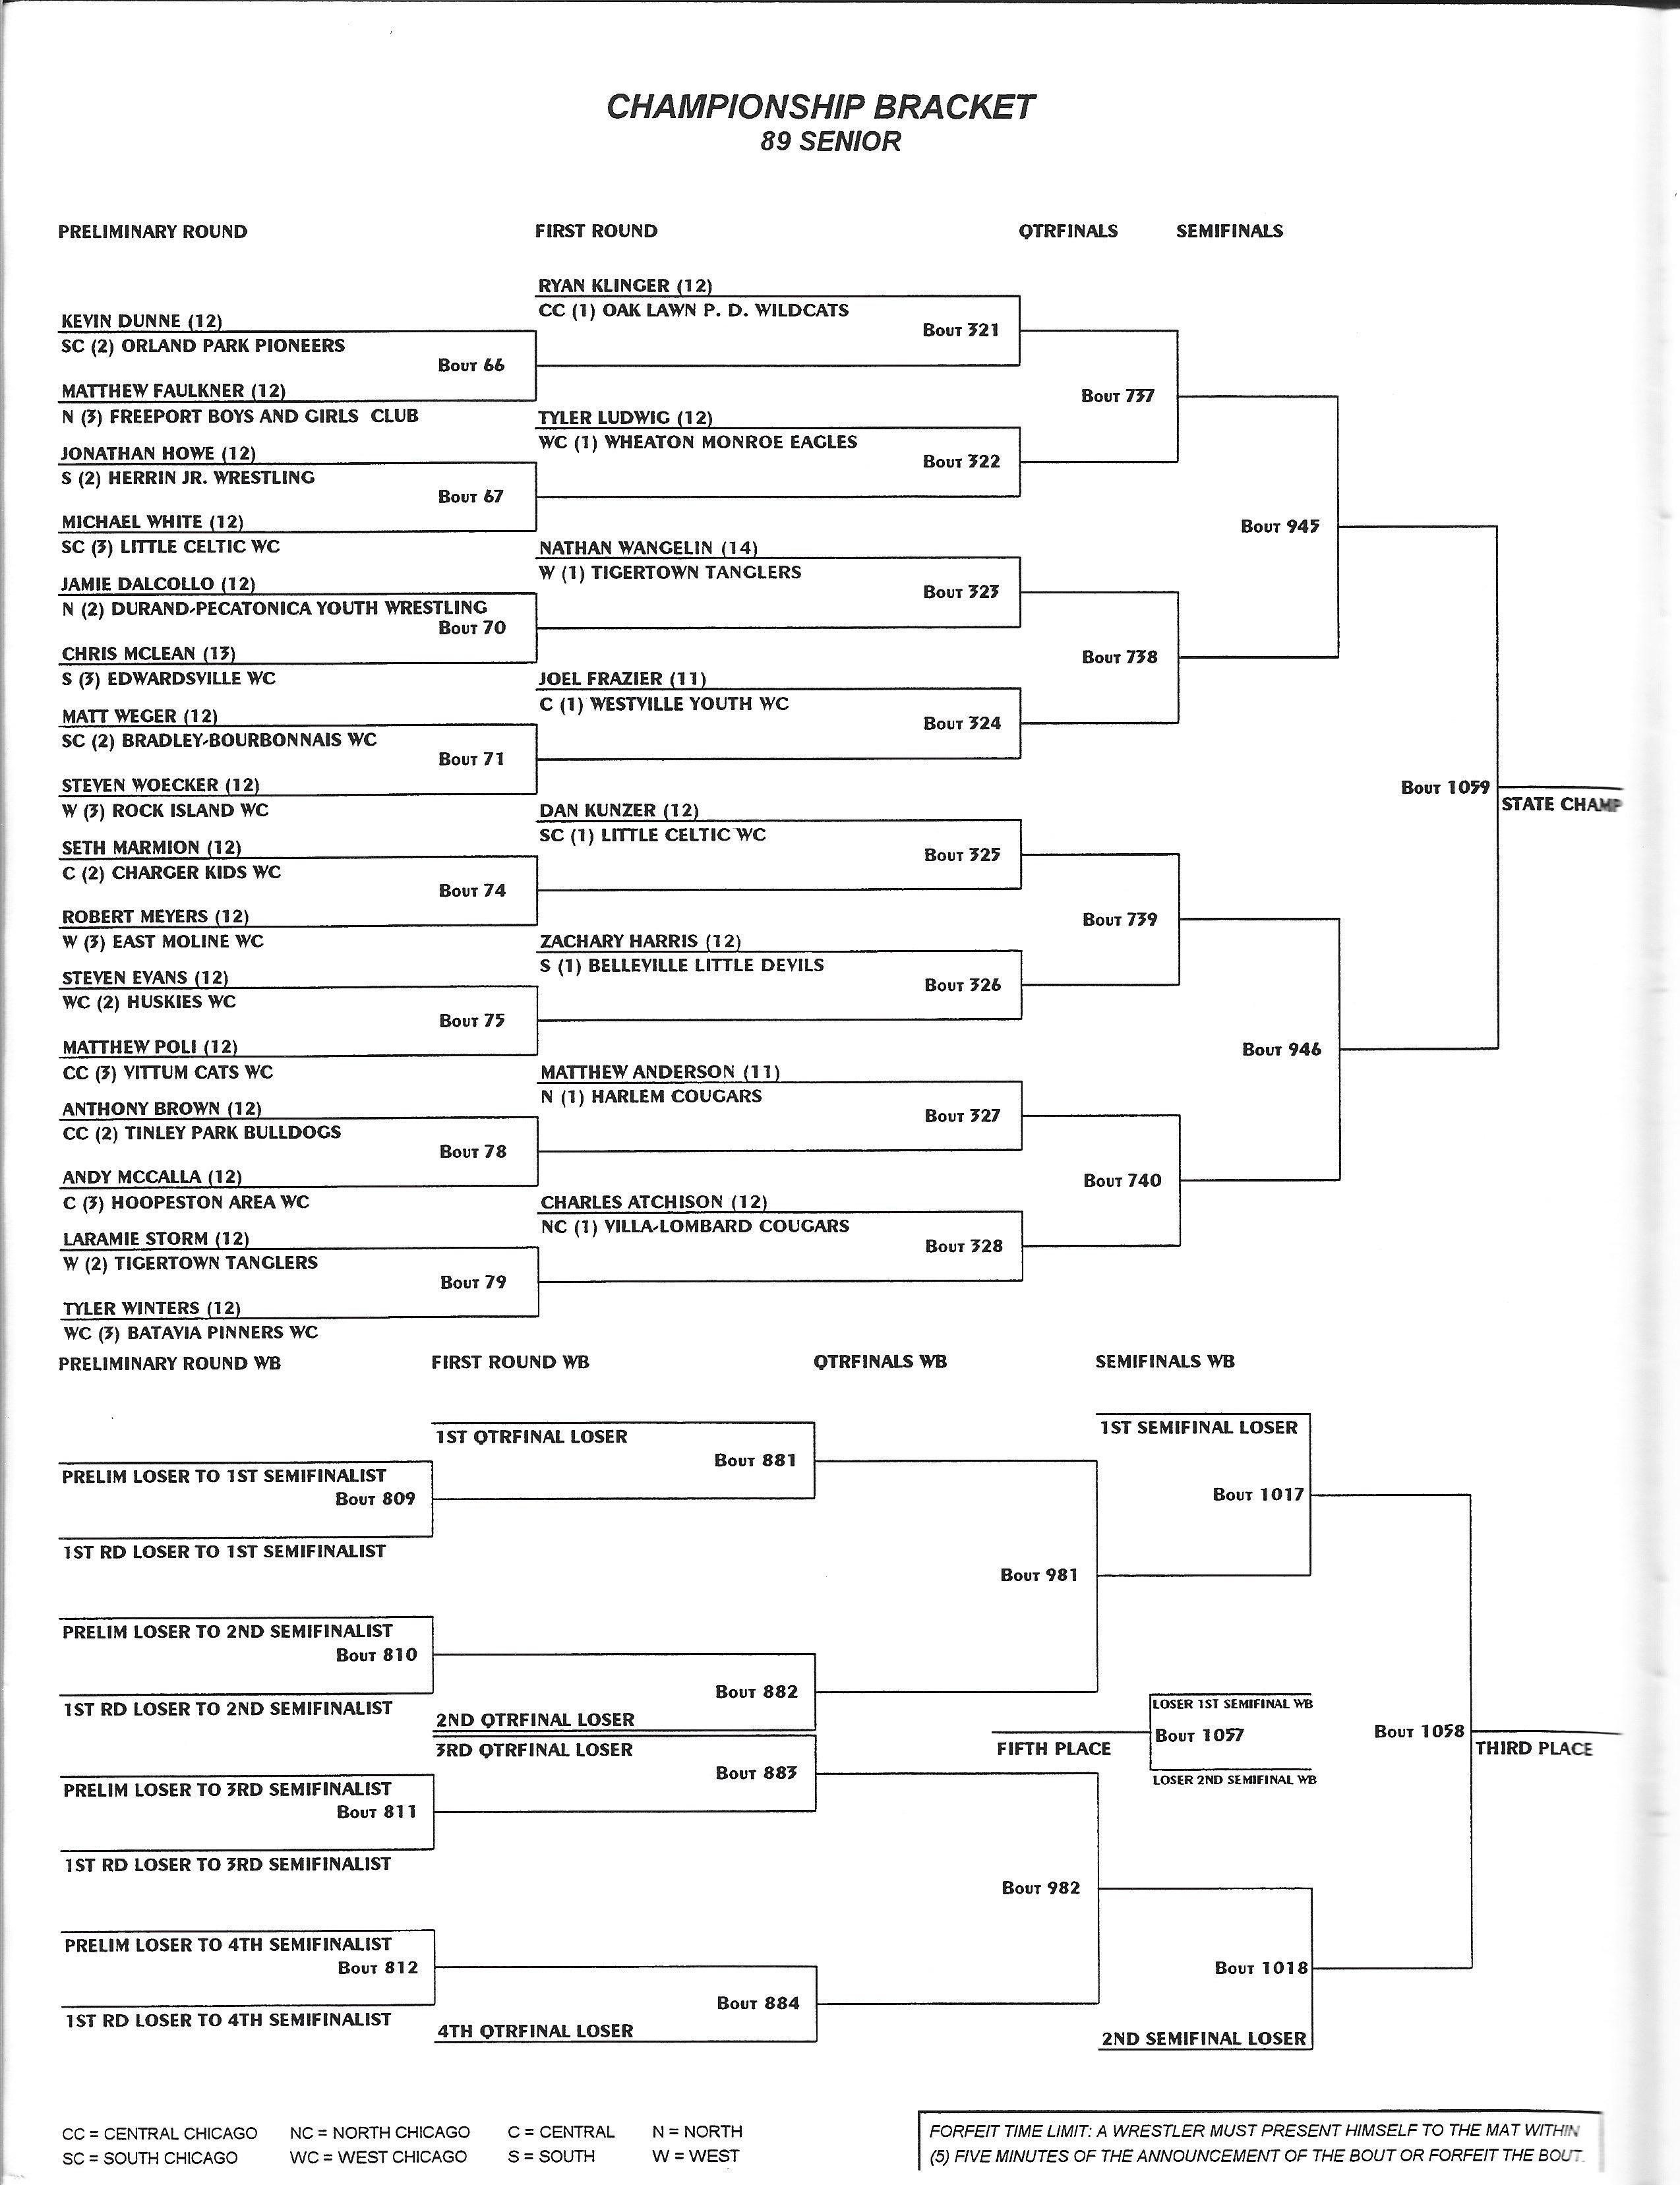 CHAMPIONSHIP BRACKET
89 SENIOR
PRELIMINARY ROUND
FIRST ROUND
QTRFINALS
SEMIFINALS
RYAN KLINGER (12)
CC (1) OAK LAWN P. D. WILDCATS
Bout 321
KEVIN DUNNE (12)
SC (2) ORLAND PARK PIONEERS
Bout 66
MATTHEW FAULKNER (12)
N (3) FREEPORT BOYS AND GIRLS CLUB
Bout 737
TYLER LUDWIG (12)
WC (1) WHEATON MONROE EAGLES
Bout 322
JONATHAN HOWE (12)
S (2) HERRIN JR. WRESTLING
Bout 67
MICHAEL WHITE (12)
SC (3) LITTLE CELTIC WC
Bout 945
NATHAN WANGELIN (14)
W (1) TIGERTOWN TANGLERS
Bout 323
JAMIE DALCOLLO (12)
N (2) DURAND-PECATONICA YOUTH WRESTLING
Bout 70
CHRIS MCLEAN (13)
S (3) EDWARDSVILLE WC
Bout 738
JOEL FRAZIER (11)
C (1) WESTVILLE YOUTH WC
Bout 324
MATT WEGER (12)
SC (2) BRADLEY-BOURBONNAIS WC
Bout 71
STEVEN WOECKER (12)
W (3) ROCK ISLAND WC
Bout 1059
STATE CHAMP
DAN KUNZER (12)
SC (1) LITTLE CELTIC WC
Bout 325
SETH MARMION (12)
C (2) CHARGER KIDS WC
Bout 74
ROBERT MEYERS (12)
W (3) EAST MOLINE WC
Bout 739
ZACHARY HARRIS (12)
S (1) BELLEVILLE LITTLE DEVILS
Bout 326
STEVEN EVANS (12)
WC (2) HUSKIES WC
Bout 75
MATTHEW POLI (12)
CC (3) VITTUM CATS WC
Bout 946
MATTHEW ANDERSON (11)
N (1) HARLEM COUGARS
Bout 327
ANTHONY BROWN (12)
CC (2) TINLEY PARK BULLDOGS
Bout 78
ANDY MCCALLA (12)
C (3) HOOPESTON AREA WC
Bout 740
CHARLES ATCHISON (12)
NC (1) VILLA-LOMBARD COUGARS
Bout 328
LARAMIE STORM (12)
W (2) TIGERTOWN TANGLERS
Bout 79
TYLER WINTERS (12)
WC (3) BATAVIA PINNERS WC
PRELIMINARY ROUND WB
FIRST ROUND WB
QTRFINALS WB
SEMIFINALS WB
1ST QTRFINAL LOSER
Bout 881
1ST SEMIFINAL LOSER
PRELIM LOSER TO 1ST SEMIFINALIST
Bout 809
1ST RD LOSER TO 1ST SEMIFINALIST
Bout 1017
Bout 981
PRELIM LOSER TO 2ND SEMIFINALIST
Bout 810
1ST RD LOSER TO 2ND SEMIFINALIST
Bout 882
2ND QTRFINAL LOSER
LOSER 1ST SEMIFINAL WB
Bout 1057
FIFTH PLACE
LOSER 2ND SEMIFINAL WB
Bout 1058
THIRD PLACE
3RD QTRFINAL LOSER
Bout 883
PRELIM LOSER TO 3RD SEMIFINALIST
Bout 811
1ST RD LOSER TO 3RD SEMIFINALIST
Bout 982
PRELIM LOSER TO 4TH SEMIFINALIST
Bout 812
1ST RD LOSER TO 4TH SEMIFINALIST
Bout 884
4TH QTRFINAL LOSER
Bout 1018
2ND SEMIFINAL LOSER
CC = CENTRAL CHICAGO
NC = NORTH CHICAGO
C = CENTRAL
N = NORTH
SC = SOUTH CHICAGO
WC = WEST CHICAGO
S = SOUTH
W = WEST
FORFEIT TIME LIMIT: A WRESTLER MUST PRESENT HIMSELF TO THE MAT WITHIN
(5) FIVE MINUTES OF THE ANNOUNCEMENT OF THE BOUT OR FORFEIT THE BOUT.